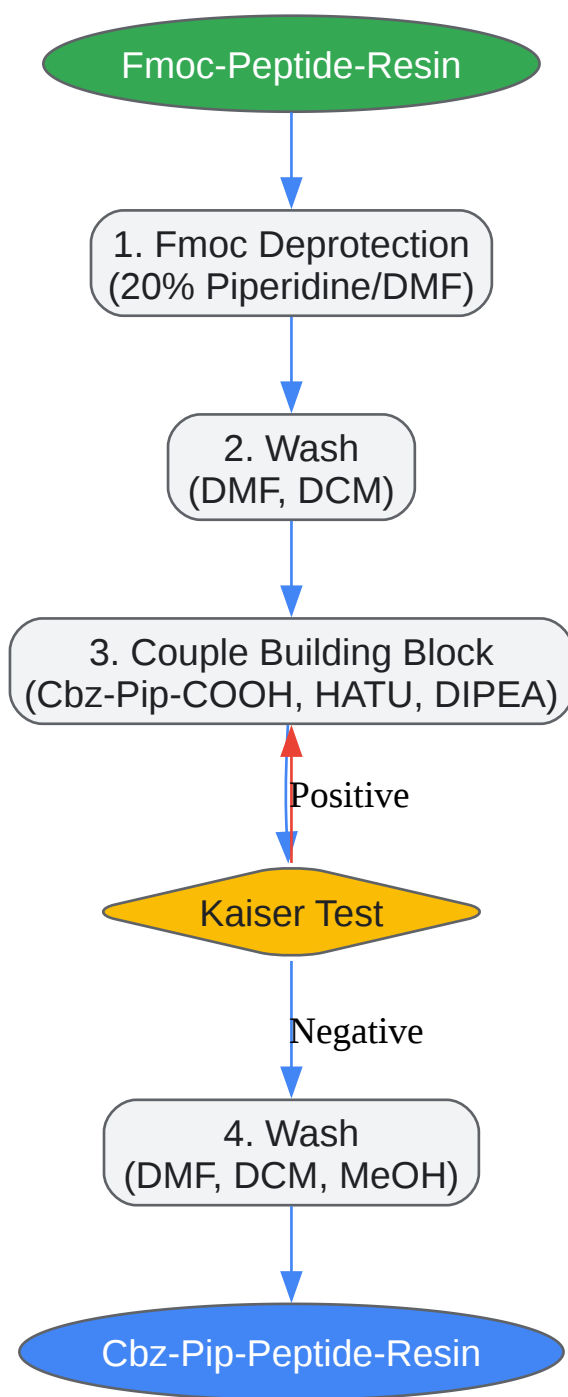 Fmoc-Peptide-Resin
1. Fmoc Deprotection
(20% Piperidine/DMF)
2. Wash
(DMF, DCM)
3. Couple Building Block
(Cbz-Pip-COOH, HATU, DIPEA)
Positive
Kaiser Test
Negative
4. Wash
(DMF, DCM, MeOH)
Cbz-Pip-Peptide-Resin